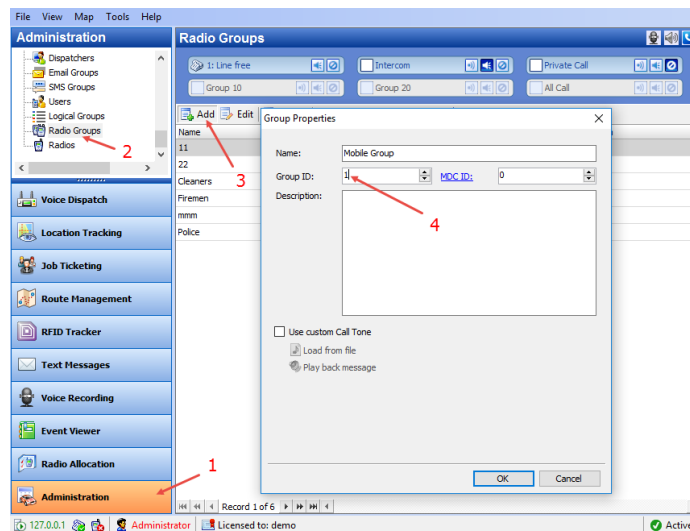 File View Map Tools Help
Administration
Radio Groups
Dispatchers
Email Groups
SMS Groups
Users
Logical Groups
Radio Groups
Radios
2
1: Line free
Intercom
Private Call
Group 10
Group 20
All Call
Add Edit
3
Name
11
22
Cleaners
Firemen
mmm
Police
Group Properties
Name: Mobile Group
Group ID: 1 MDC ID: 0
4
Description:
Use custom Call Tone
Load from file
Play back message
OK Cancel
Voice Dispatch
Location Tracking
Job Ticketing
Route Management
RFID Tracker
Text Messages
Voice Recording
Event Viewer
Radio Allocation
Administration
1
Record 1 of 6
127.0.0.1 Administrator Licensed to: demo Active